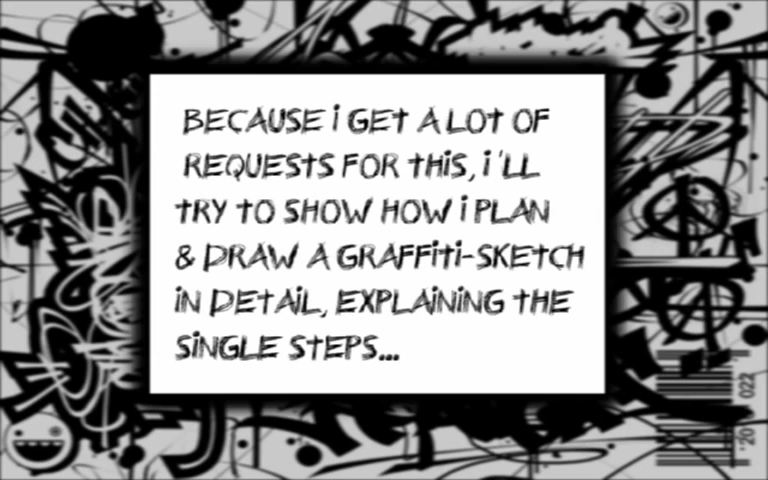 BECAUSE i GET A LOT OF
REQUESTS FOR THiS, i'LL
TRY TO SHOW HOW i PLAN
& DRAW A GRAFFiTi-SKETCH
iN DETAiL, EXPLAiNiNG THE
SiNGLE STEPS...
022